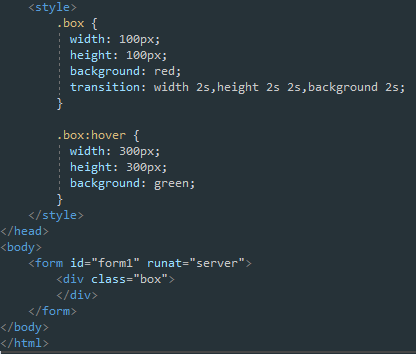 <style>
.box {
width: 100px;
height: 100px;
background: red;
transition: width 2s,height 2s 2s,background 2s;
}
.box:hover {
width: 300px;
height: 300px;
background: green;
}
</style>
</head>
<body>
<form id="form1" runat="server">
<div class="box">
</div>
</form>
</body>
</html>